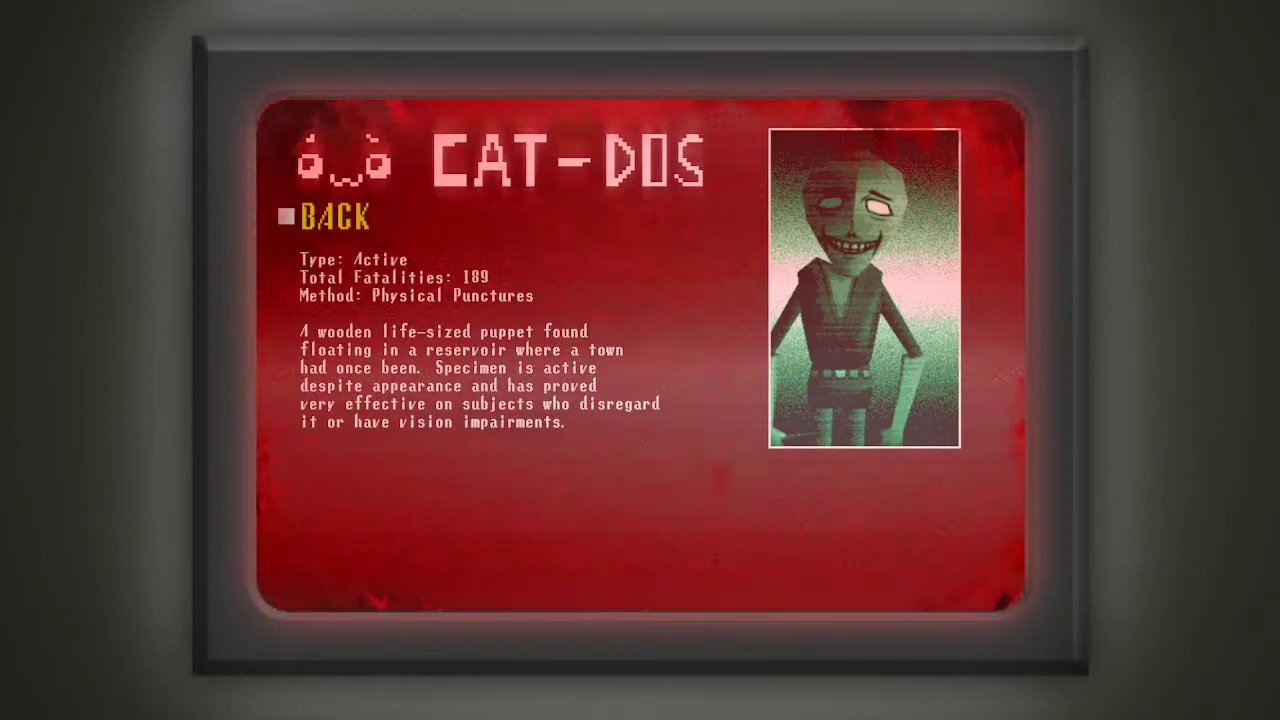 CAT-DOS
BACK
Type: Active
Total Fatalities: 189
Method: Physical Punctures
A wooden life-sized puppet found
floating in a reservoir where a town
had once been. Specimen is active
despite appearance and has proved
very effective on subjects who disregard
it or have vision impairments.